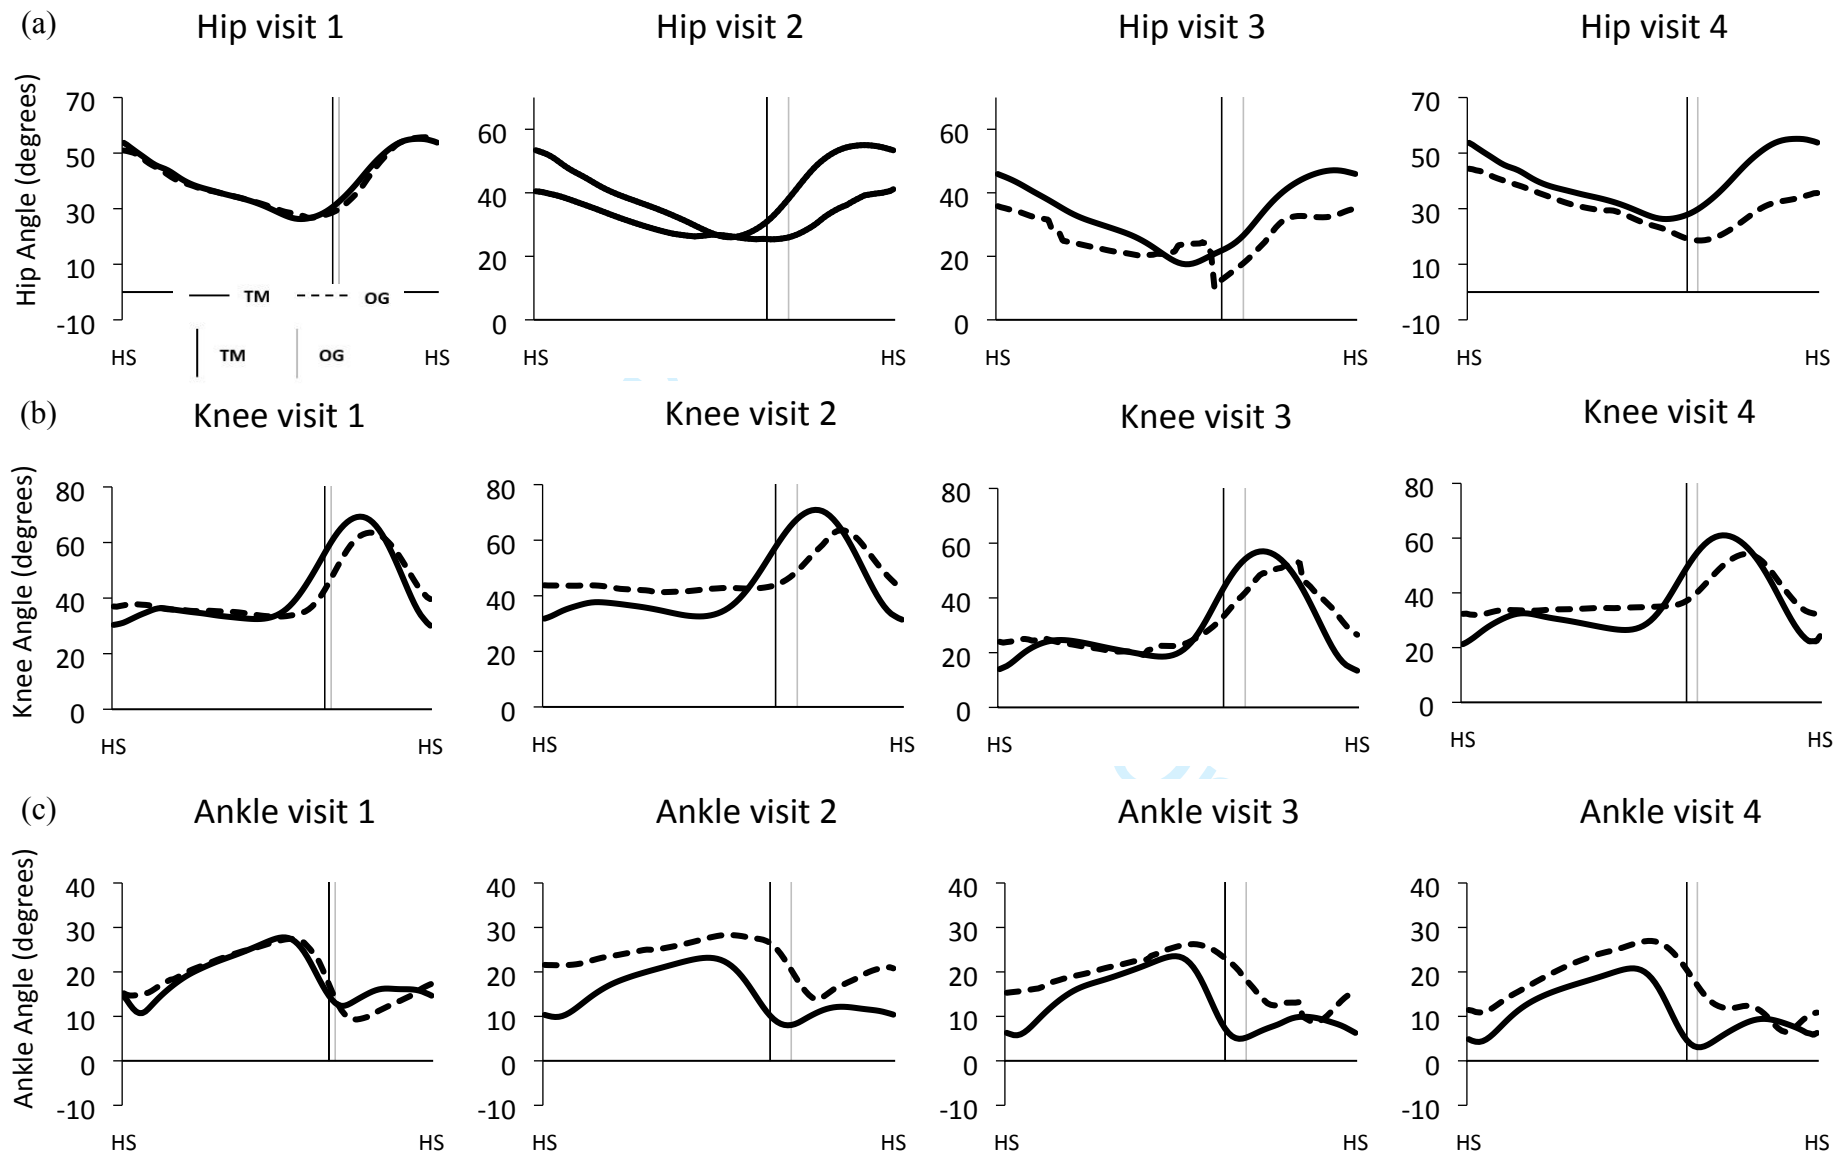 (a)
Hip visit 1
Hip visit 2
Hip visit 3
Hip visit 4
Hip Angle (degrees)
70
50
30
10
-10
60
40
20
0
60
40
20
0
70
50
30
10
-10
TM
OG
TM
OG
HS
HS
HS
HS
HS
HS
HS
HS
(b)
Knee visit 1
Knee visit 2
Knee visit 3
Knee visit 4
Knee Angle (degrees)
80
60
40
20
0
80
60
40
20
0
80
60
40
20
0
80
60
40
20
0
HS
HS
HS
HS
HS
HS
HS
HS
(c)
Ankle visit 1
Ankle visit 2
Ankle visit 3
Ankle visit 4
Ankle Angle (degrees)
40
30
20
10
0
-10
40
30
20
10
0
-10
40
30
20
10
0
-10
40
30
20
10
0
-10
HS
HS
HS
HS
HS
HS
HS
HS